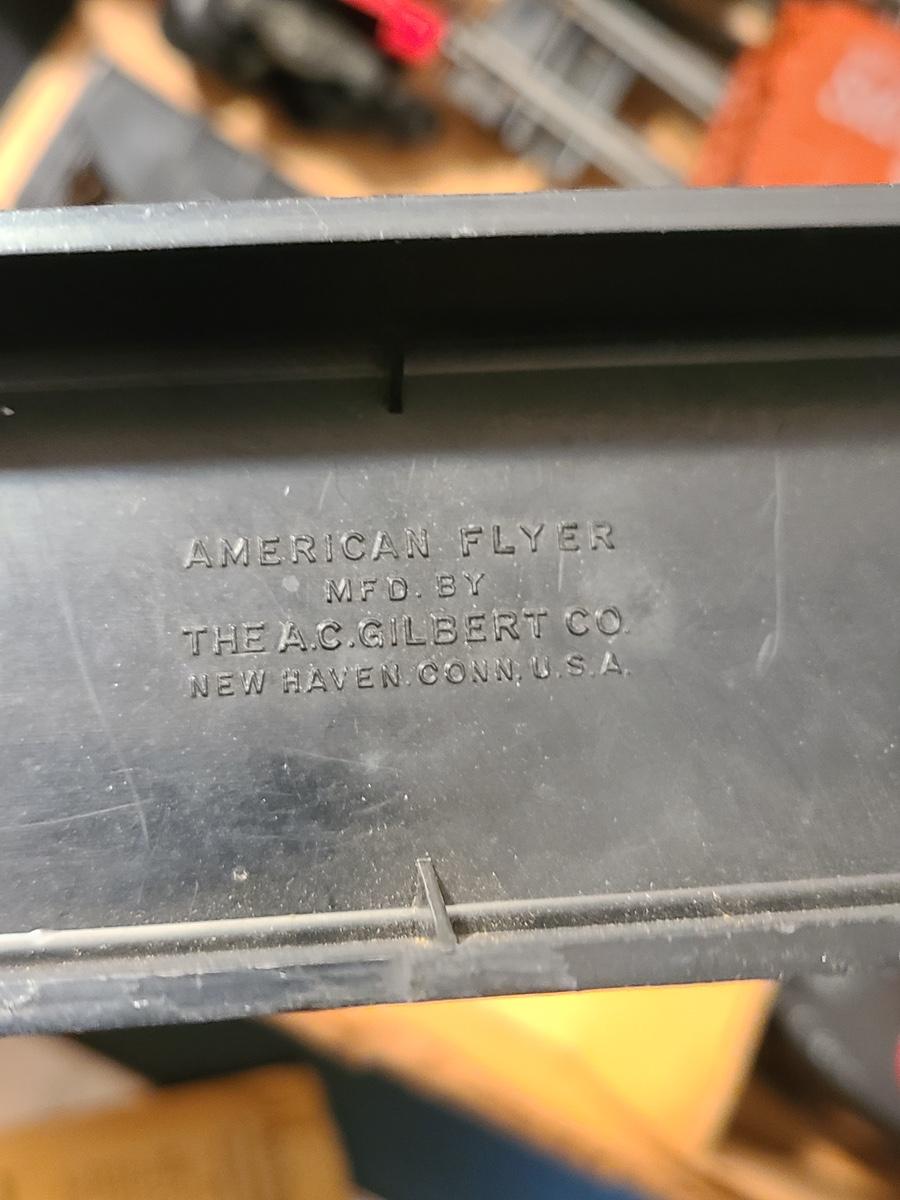 AMERICAN FLYER
MFD. BY
THE A.C.GILBERT CO.
NEW HAVEN.CONN.U.S.A.